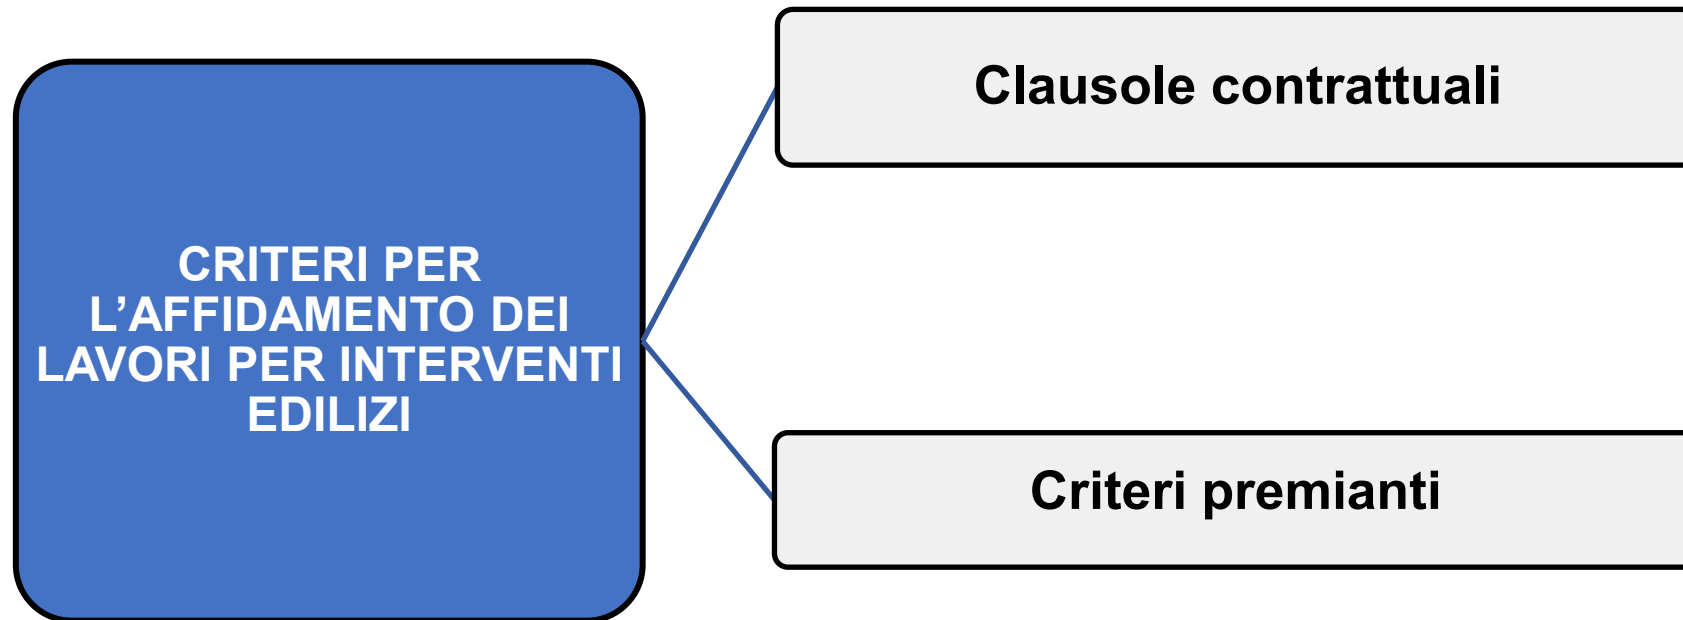 CRITERI PER
L’AFFIDAMENTO DEI
LAVORI PER INTERVENTI
EDILIZI
Clausole contrattuali
Criteri premianti